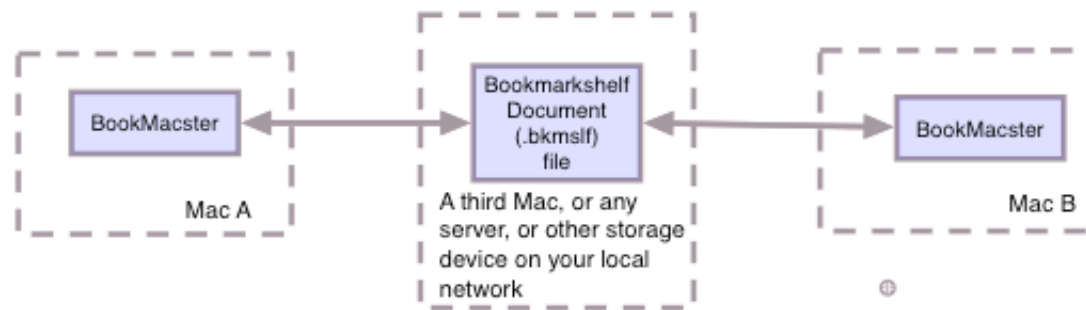 BookMacster
Mac A
Bookmarkshelf
Document
(.bkmslf)
file
A third Mac, or any
server, or other storage
device on your local
network
BookMacster
Mac B